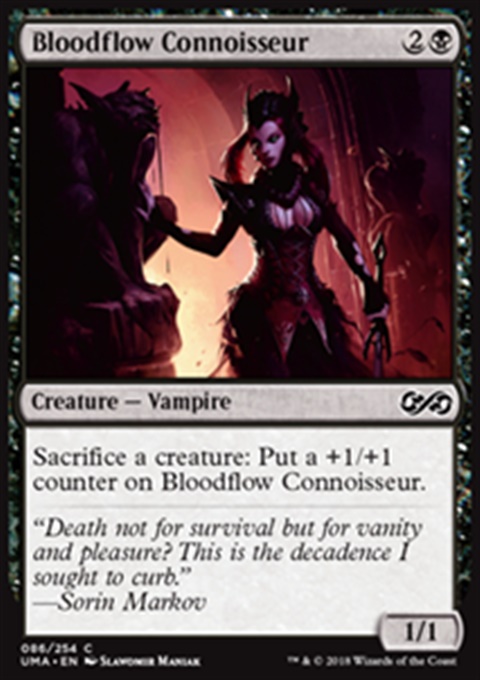 Bloodflow Connoisseur 2
Creature — Vampire
Sacrifice a creature: Put a +1/+1
counter on Bloodflow Connoisseur.
“Death not for survival but for vanity
and pleasure? This is the decadence I
sought to curb.”
—Sorin Markov
1/1
086/254 C
UMA • EN Slawomir Maniak
™ & © 2018 Wizards of the Coast